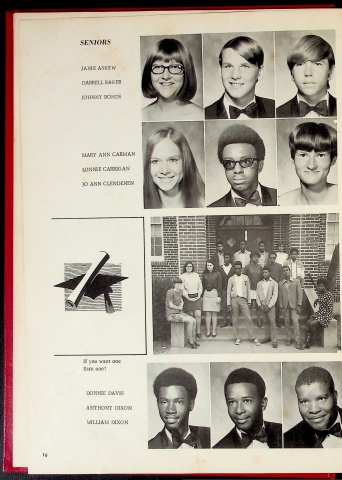 SENIORS
JANIE ASKEW
DARRELL BAKER
JOHNNY BONDS
MARY ANN CARMAN
LONNIE CARRIGAN
JO ANN CLENDENEN
If you want one
Earn one!
DONNIE DAVIS
ANTHONY DIXON
WILLIAM DIXON
16